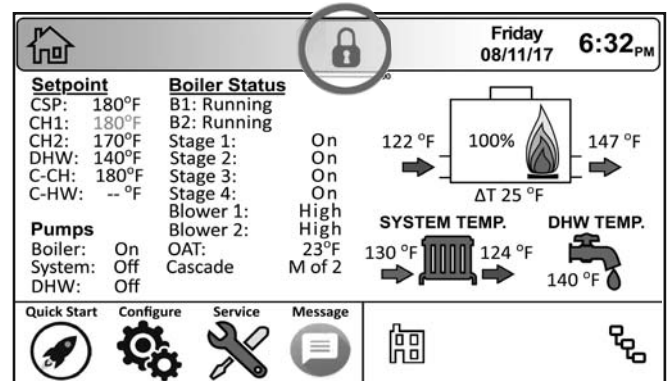 Friday
08/11/17
6:32PM
Setpoint
CSP: 180°F
CH1: 180°F
CH2: 170°F
DHW: 140°F
C-CH: 180°F
C-HW: -- °F
Pumps
Boiler: On
System: Off
DHW: Off
Boiler Status
B1: Running
B2: Running
Stage 1: On
Stage 2: On
Stage 3: On
Stage 4: On
Blower 1: High
Blower 2: High
OAT: 23°F
Cascade M of 2
122 °F 100% 147 °F
ΔT 25 °F
SYSTEM TEMP.
130 °F 124 °F
DHW TEMP.
140 °F
Quick Start Configure Service Message